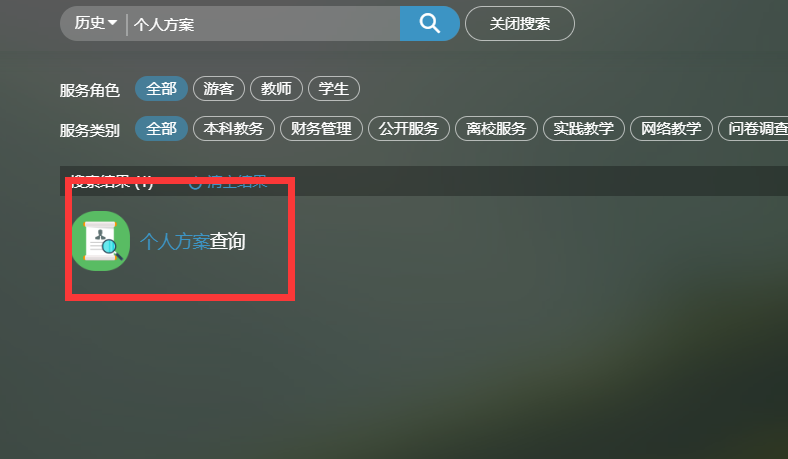 历史 个人方案 关闭搜索
服务角色 全部 游客 教师 学生
服务类别 全部 本科教务 财务管理 公开服务 离校服务 实践教学 网络教学 问卷调查
搜索结果 (1) 清空结果
个人方案查询